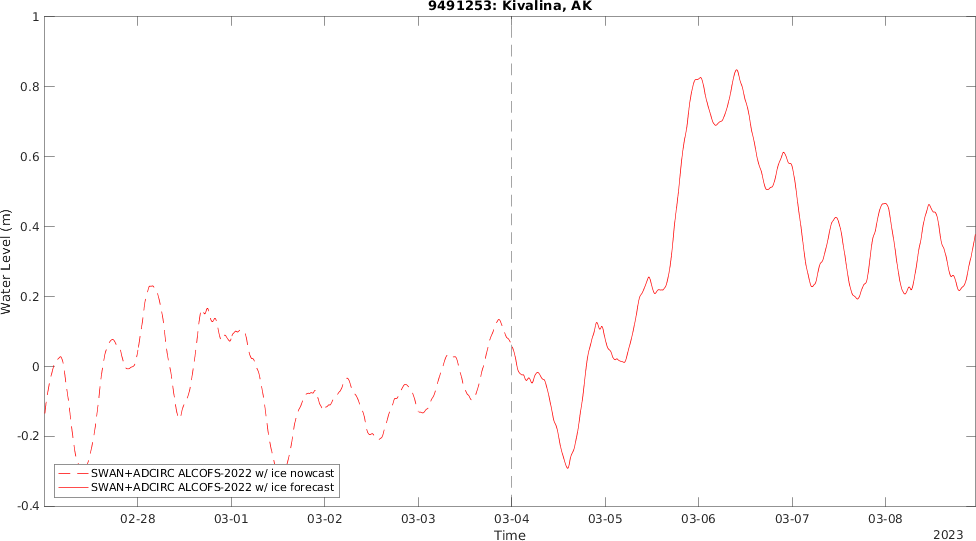 9491253: Kivalina, AK
1
0.8
0.6
0.4
0.2
0
-0.2
-0.4
Water Level (m)
SWAN+ADCIRC ALCOFS-2022 w/ ice nowcast
SWAN+ADCIRC ALCOFS-2022 w/ ice forecast
02-28 03-01 03-02 03-03 03-04 03-05 03-06 03-07 03-08
Time
2023